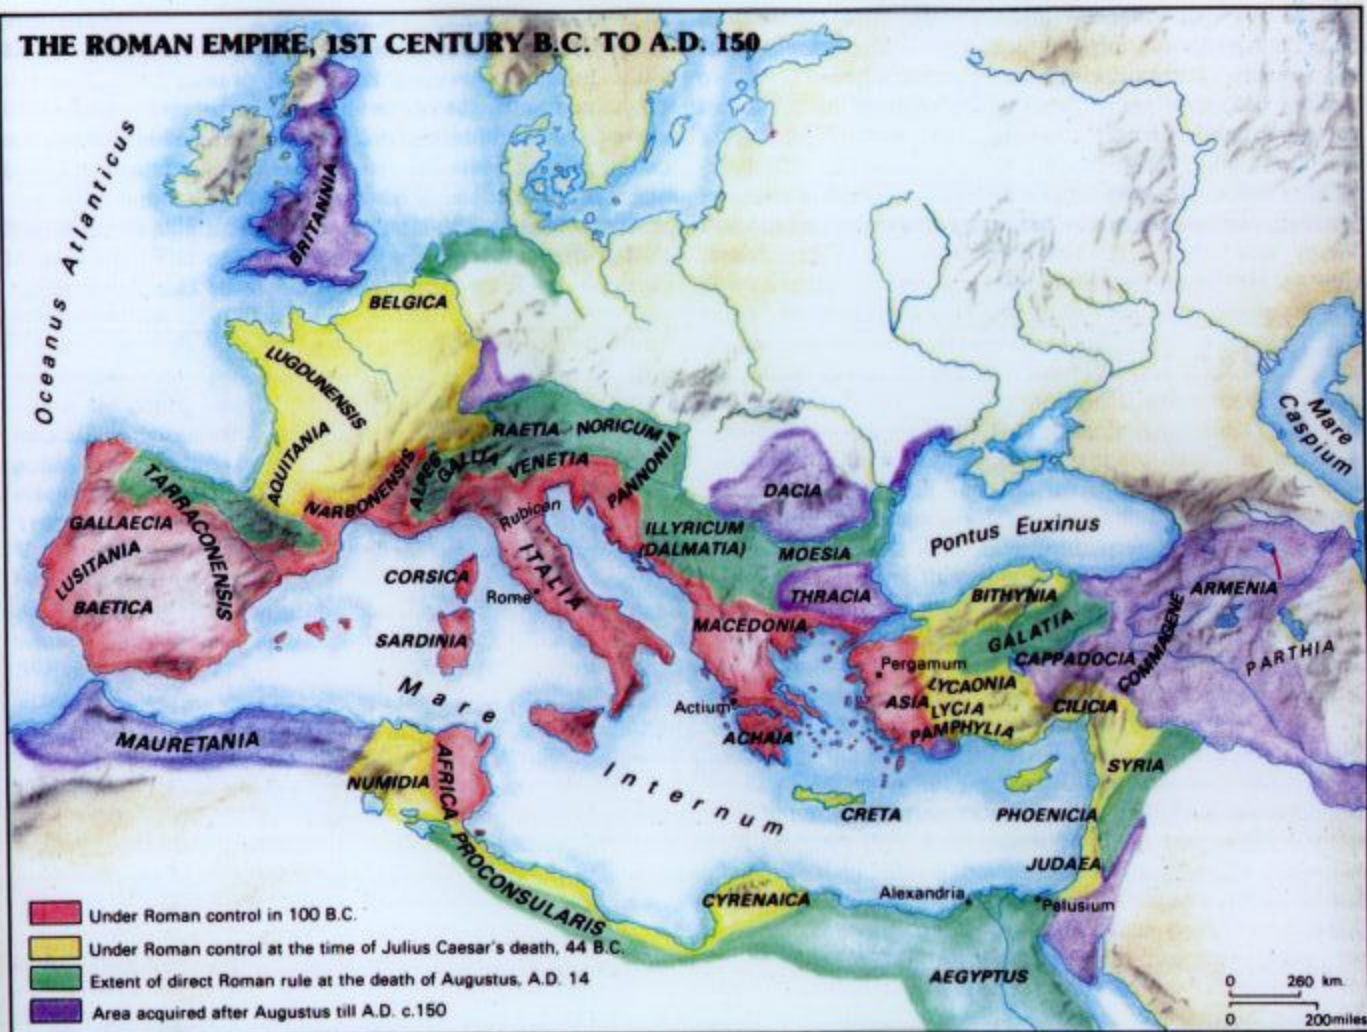 THE ROMAN EMPIRE, 1ST CENTURY B.C. TO A.D. 150
Oceanus Atlanticus
BRITANNIA
BELGICA
LUGDUNENSIS
AQUITANIA
NARBONENSIS
ALPES
GALLIA
RAETIA
NORICUM
VENETIA
PANNONIA
TARRACONENSIS
GALLAECIA
LUSITANIA
BAETICA
CORSICA
SARDINIA
Rubicon
ITALIA
Rome
ILLYRICUM
(DALMATIA)
DACIA
MOESIA
THRACIA
MACEDONIA
Actium
ACHAIA
Pontus Euxinus
Mare
Caspium
BITHYNIA
GALATIA
CAPPADOCIA
COMMAGENE
ARMENIA
PARTHIA
Pergamum
ASIA
LYCAONIA
LYCIA
PAMPHYLIA
CILICIA
SYRIA
PHOENICIA
JUDAEA
CRETA
Mare Internum
MAURETANIA
NUMIDIA
AFRICA PROCONSULARIS
CYRENAICA
Alexandria
Pelusium
AEGYPTUS
Under Roman control in 100 B.C.
Under Roman control at the time of Julius Caesar's death, 44 B.C.
Extent of direct Roman rule at the death of Augustus, A.D. 14
Area acquired after Augustus till A.D. c.150
0 260 km.
0 200miles